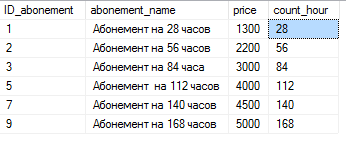 ID_abonement abonement_name price count_hour
1 Абонемент на 28 часов 1300 28
2 Абонемент на 56 часов 2200 56
3 Абонемент на 84 часа 3000 84
5 Абонемент  на 112 часов 4000 112
7 Абонемент на 140 часов 4500 140
9 Абонемент на 168 часов 5000 168